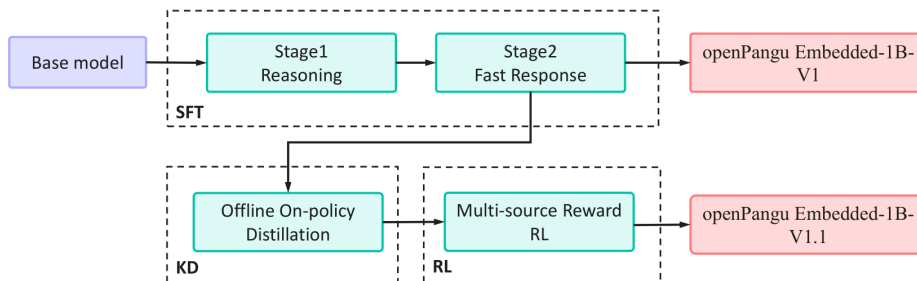 Base model
Stage1
Reasoning
Stage2
Fast Response
openPangu Embedded-1B-
V1
SFT
Offline On-policy
Distillation
Multi-source Reward
RL
openPangu Embedded-1B-
V1.1
KD
RL